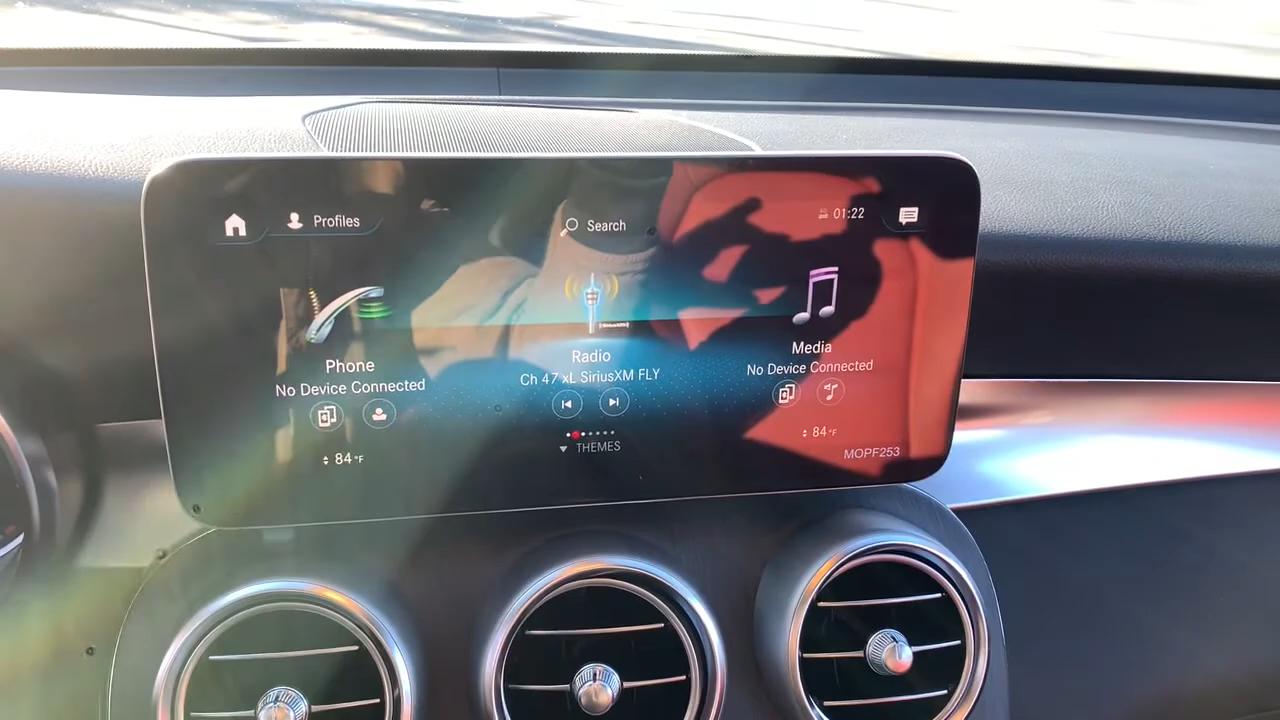 Profiles
Search
01:22
((SiriusXM))
Phone
No Device Connected
Radio
Ch 47 xL SiriusXM FLY
Media
No Device Connected
84°F
THEMES
84°F
MOPF253